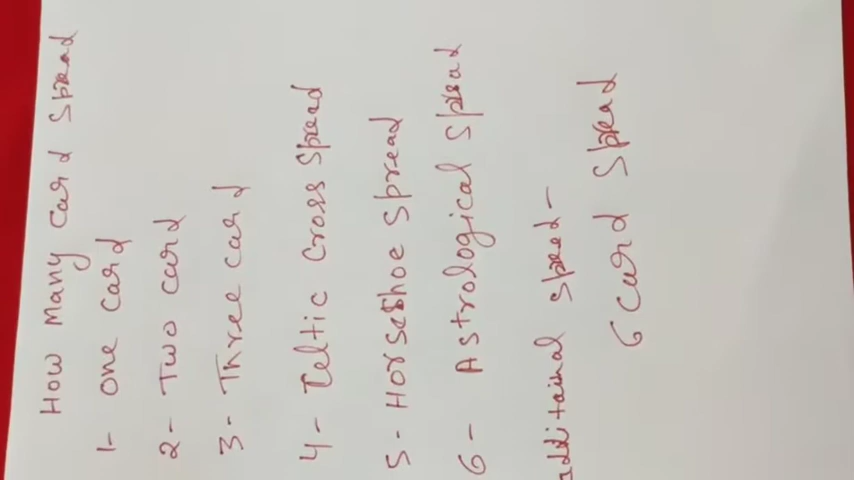 How Many Card Spread
1- One Card
2- Two Card
3- Three Card
4- Celtic Cross Spread
5- Horseshoe Spread
6- Astrological Spread
additainal Spread-
6 Card Spread